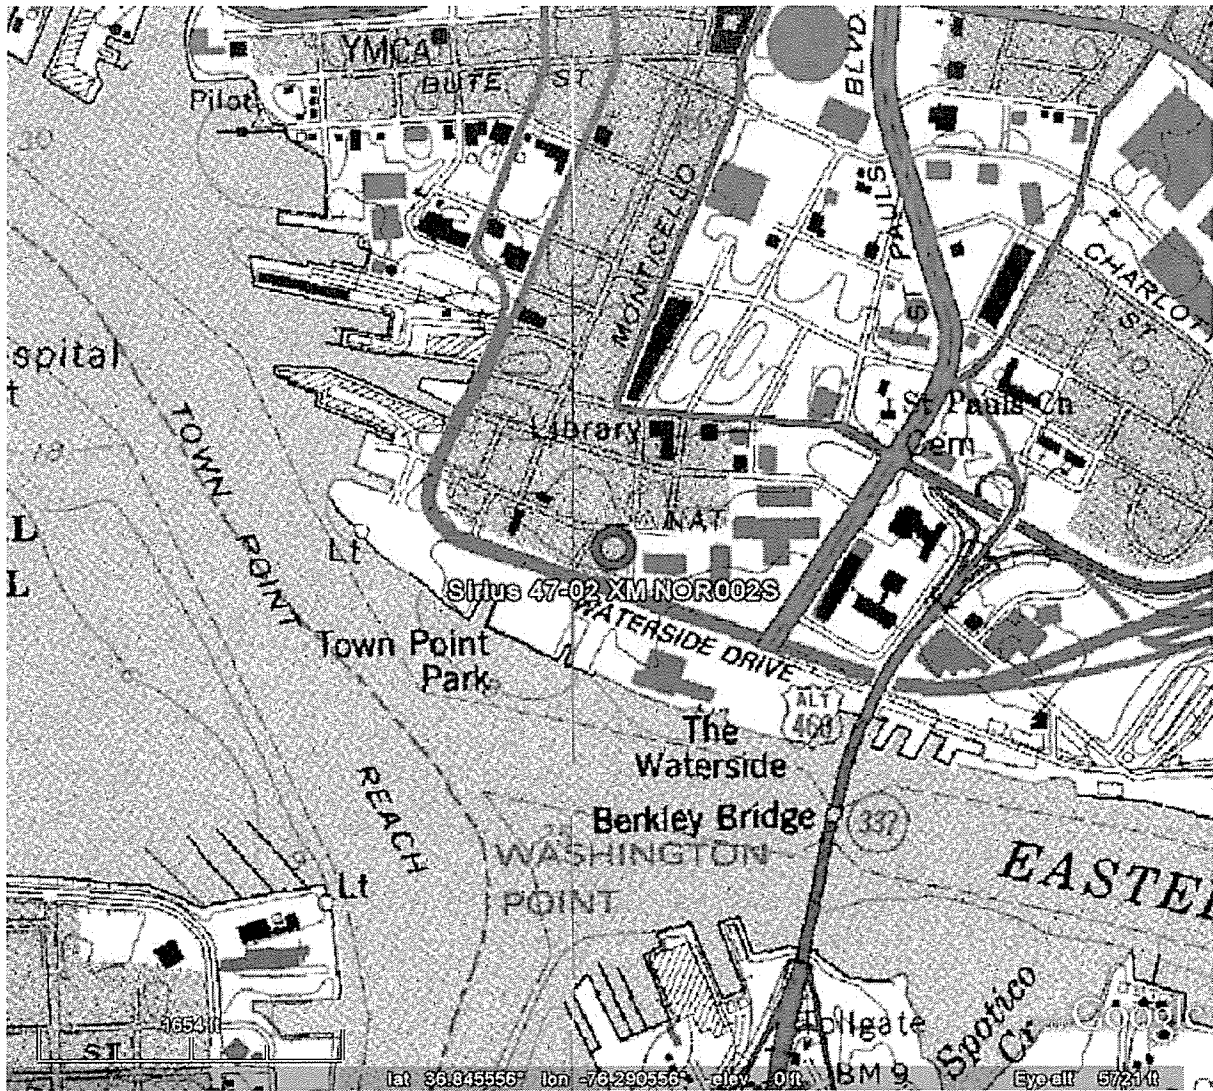 YMCA
BUTE ST
Pilot
BLVD.
30
MONTICELLO
PAULS
ST
CHARLOT
ST
spital
t
TOWN POINT
REACH
18
Library
St Pauls Ch
Cem
L
L
Lt
NAT
Sirius 47-02 XM NOR002S
WATERSIDE DRIVE
Town Point
Park
ALT
460
The
Waterside
Berkley Bridge
337
WASHINGTON
POINT
EASTE
Lt
Tollgate
BM 9
Spotico
Cr
Google
1654 ft
ST
lat 36.845556° lon -76.290556° elev 0 ft
Eye alt 5720 ft